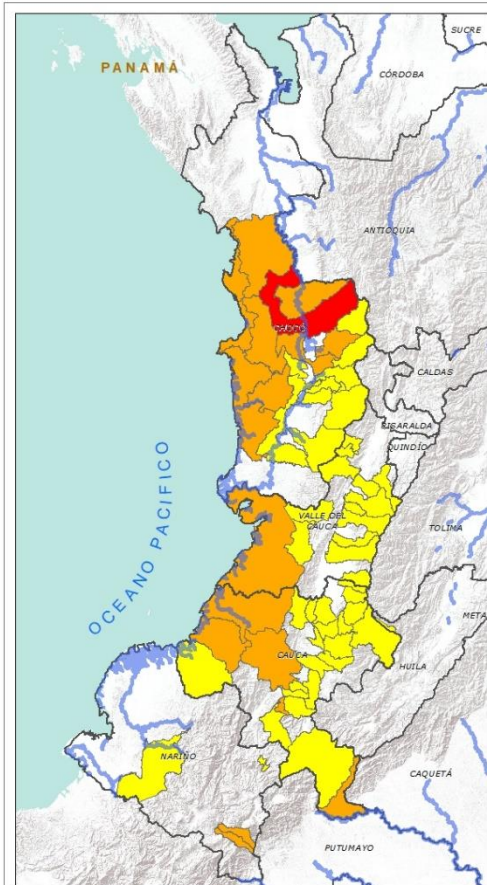 SUCRE
PANAMÁ
CÓRDOBA
ANTIOQUIA
CHOCÓ
CALDAS
RISARALDA
QUINDÍO
OCEANO PACIFICO
VALLE DEL
CAUCA
TOLIMA
META
CAUCA
HUILA
NARIÑO
CAQUETÁ
PUTUMAYO